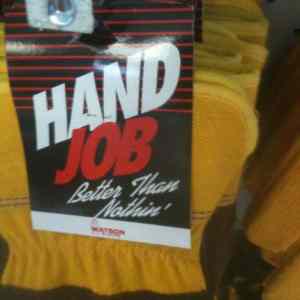 HAND
JOB
Better Than
Nothin'
WATSON